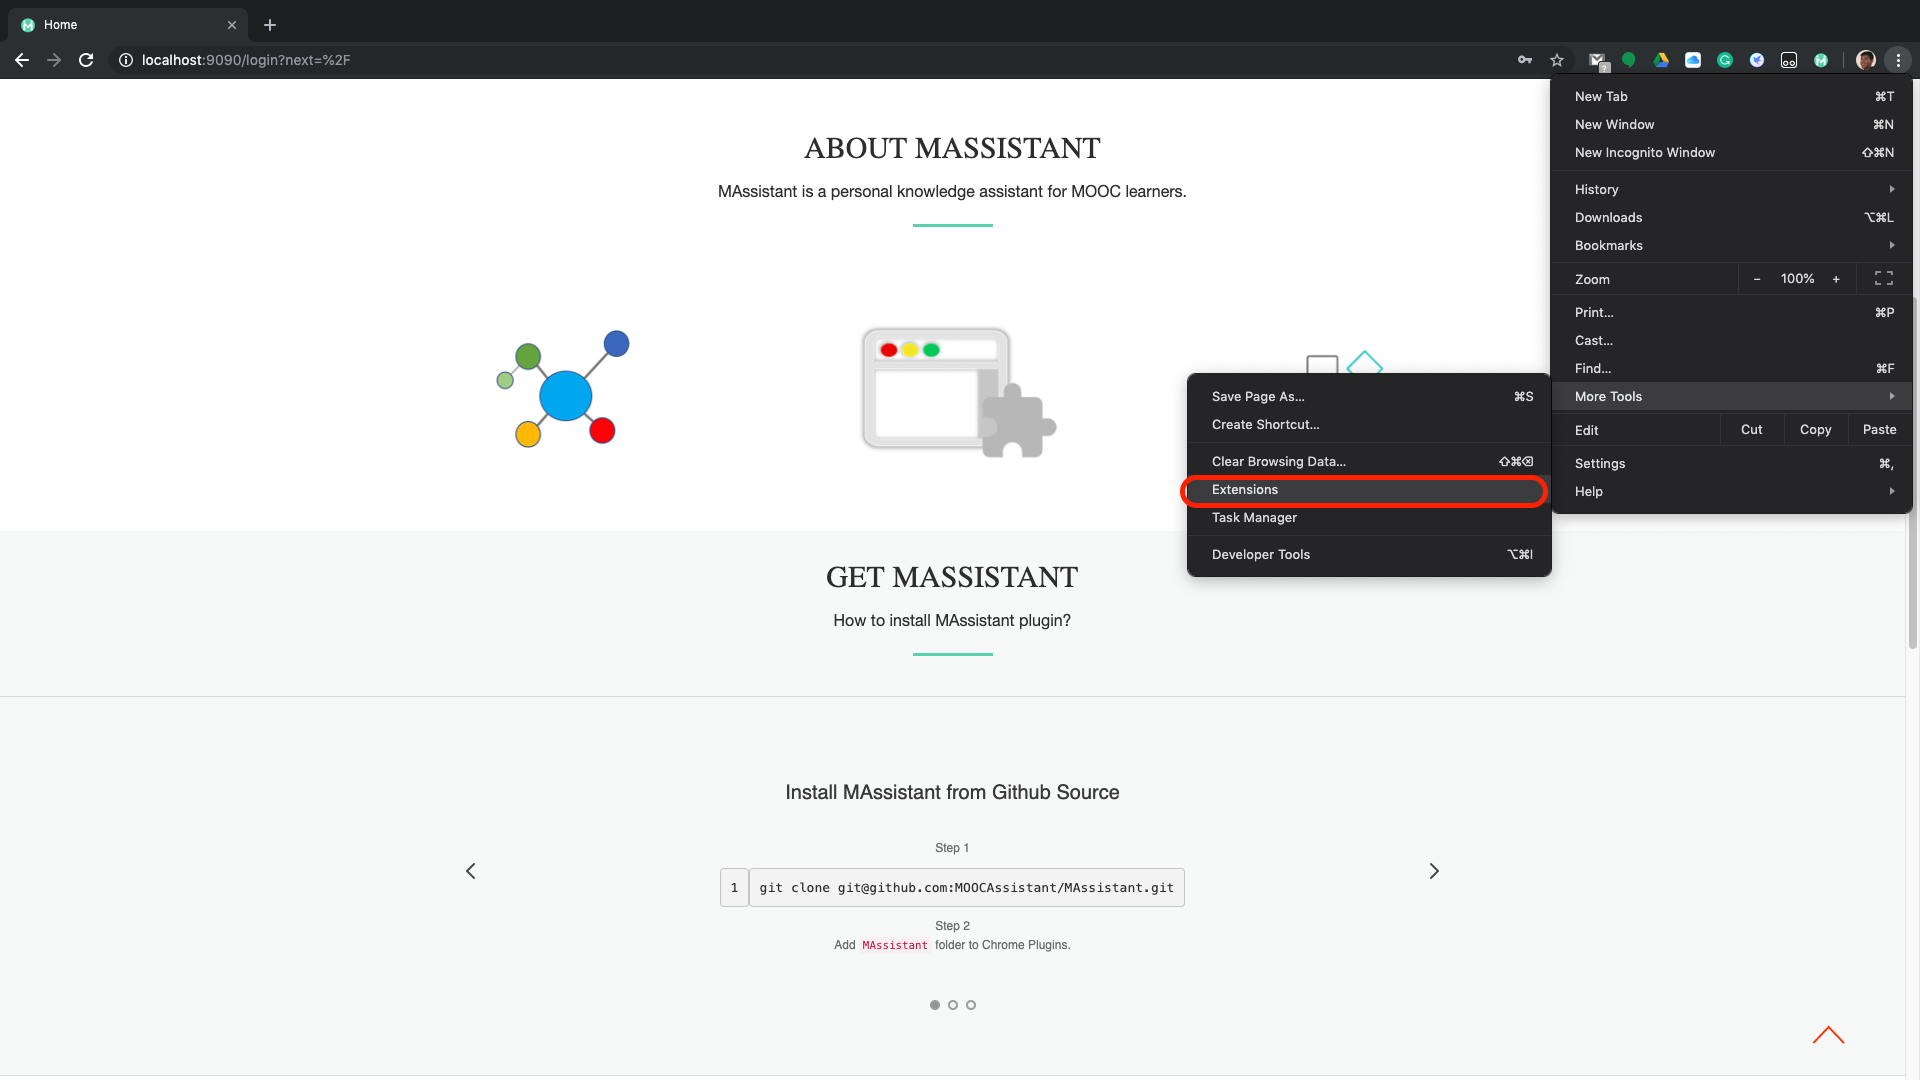 Home
localhost:9090/login?next=%2F
New Tab ⌘T
New Window ⌘N
New Incognito Window ⇧⌘N
History
Downloads ⌥⌘L
Bookmarks
Zoom − 100% +
Print... ⌘P
Cast...
Find... ⌘F
More Tools
Edit Cut Copy Paste
Settings ⌘,
Help
Save Page As... ⌘S
Create Shortcut...
Clear Browsing Data... ⇧⌘⌫
Extensions
Task Manager
Developer Tools ⌥⌘I
ABOUT MASSISTANT
MAssistant is a personal knowledge assistant for MOOC learners.
GET MASSISTANT
How to install MAssistant plugin?
Install MAssistant from Github Source
Step 1
1 git clone git@github.com:MOOCAssistant/MAssistant.git
Step 2
Add MAssistant folder to Chrome Plugins.